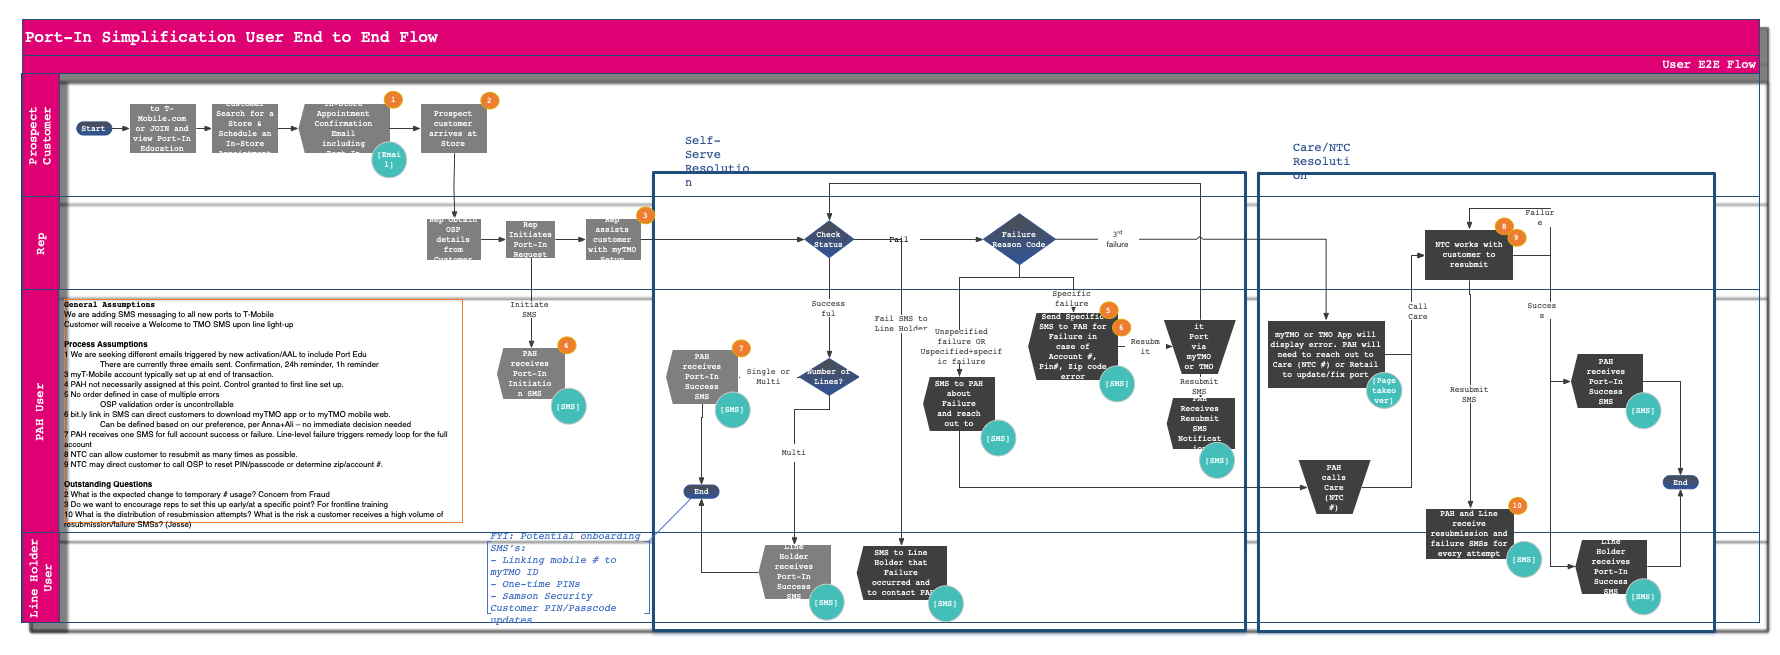 Port-In Simplification User End to End Flow
User E2E Flow
Prospect
Customer
Start
to T-
Mobile.com
or JOIN and
view Port-In
Education
Customer
Search for a
Store &
Schedule an
In-Store
Appointment
In-Store
Appointment
Confirmation
Email
including
Port-In
1
[Emai
l]
2
Prospect
customer
arrives at
Store
Self-
Serve
Resolutio
n
Care/NTC
Resoluti
on
Rep
Rep Obtain
OSP
details
from
Customer
Rep
Initiates
Port-In
Request
3
Rep
assists
customer
with myTMO
Setup
Check
Status
Fail
Failure
Reason Code
3rd
failure
Failur
e
8
9
NTC works with
customer to
resubmit
PAH User
General Assumptions
We are adding SMS messaging to all new ports to T-Mobile
Customer will receive a Welcome to TMO SMS upon line light-up
Process Assumptions
1 We are seeking different emails triggered by new activation/AAL to include Port Edu
There are currently three emails sent. Confirmation, 24h reminder, 1h reminder
3 myT-Mobile account typically set up at end of transaction.
4 PAH not necessarily assigned at this point. Control granted to first line set up.
5 No order defined in case of multiple errors
OSP validation order is uncontrollable
6 bit.ly link in SMS can direct customers to download myTMO app or to myTMO mobile web.
Can be defined based on our preference, per Anna+Ali – no immediate decision needed
7 PAH receives one SMS for full account success or failure. Line-level failure triggers remedy loop for the full
account
8 NTC can allow customer to resubmit as many times as possible.
9 NTC may direct customer to call OSP to reset PIN/passcode or determine zip/account #.
Outstanding Questions
2 What is the expected change to temporary # usage? Concern from Fraud
3 Do we want to encourage reps to set this up early/at a specific point? For frontline training
10 What is the distribution of resubmission attempts? What is the risk a customer receives a high volume of
resubmission/failure SMSs? (Jesse)
Initiate
SMS
4
PAH
receives
Port-In
Initiatio
n SMS
[SMS]
7
PAH
receives
Port-In
Success
SMS
[SMS]
Single or
Multi
Success
ful
Number of
Lines?
Multi
End
Fail SMS to
Line Holder
Unspecified
failure OR
Uspecified+specif
ic failure
SMS to PAH
about
Failure
and reach
out to
[SMS]
Specific
failure
5
6
Send Specific
SMS to PAH for
Failure in
case of
Account #,
Pin#, Zip code
error
[SMS]
Resubm
it
it
Port
via
myTMO
or TMO
Resubmit
SMS
PAH
Receives
Resubmit
SMS
Notificat
[SMS]
myTMO or TMO App will
display error. PAH will
need to reach out to
Care (NTC #) or Retail
to update/fix port
[Page
takeo
ver]
Call
Care
PAH
calls
Care
(NTC
#)
Resubmit
SMS
Succes
s
PAH
receives
Port-In
Success
SMS
[SMS]
End
10
PAH and Line
receive
resubmission and
failure SMSs for
every attempt
[SMS]
Line Holder
User
FYI: Potential onboarding
SMS's:
- Linking mobile # to
myTMO ID
- One-time PINs
- Samson Security
Customer PIN/Passcode
updates
Line
Holder
receives
Port-In
Success
SMS
[SMS]
SMS to Line
Holder that
Failure
occurred and
to contact PAH
[SMS]
Line
Holder
receives
Port-In
Success
SMS
[SMS]